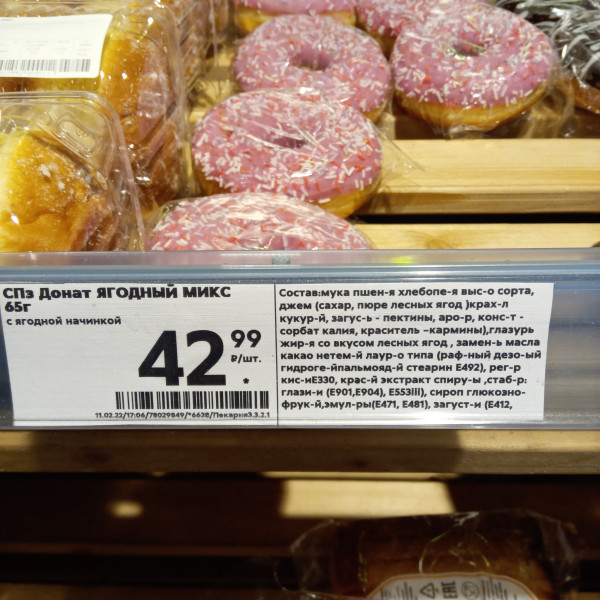 СПз Донат ЯГОДНЫЙ МИКС
65г
с ягодной начинкой
42 99
₽/шт.
11.02.22/17:06/78029849/*6628/Пекарня3.3.2.1
Состав:мука пшен-я хлебопе-я выс-о сорта,
джем (сахар, пюре лесных ягод )крах-л
кукур-й, загус-ь - пектины, аро-р, конс-т -
сорбат калия, краситель -кармины),глазурь
жир-я со вкусом лесных ягод , замен-ь масла
какао нетем-й лаур-о типа (раф-ный дезо-ый
гидроге-йпальмояд-й стеарин Е492), рег-р
кис-иЕ330, крас-й экстракт спиру-ы ,стаб-р:
глази-и (Е901,Е904), Е553iii), сироп глюкозно-
фрук-й,эмул-ры(Е471, Е481), загуст-и (Е412,
ЕАС